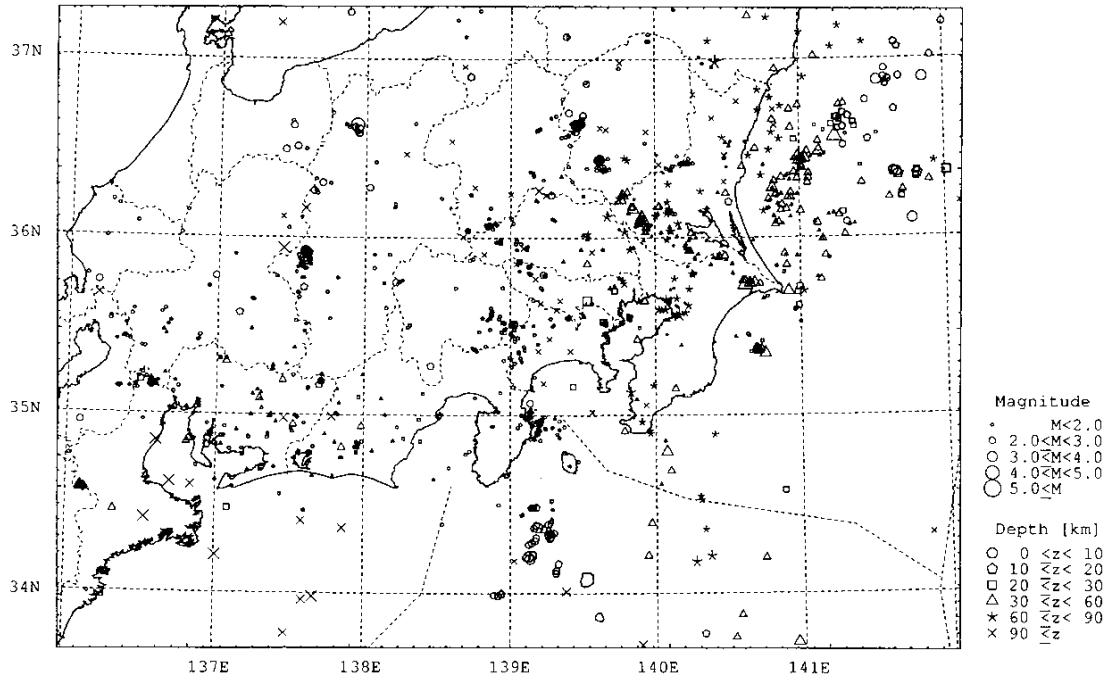 37N
36N
35N
34N
137E 138E 139E 140E 141E
Magnitude
M<2.0
2.0≤M<3.0
3.0≤M<4.0
4.0≤M<5.0
5.0≤M
Depth [km]
0 ≤z< 10
10 ≤z< 20
20 ≤z< 30
30 ≤z< 60
60 ≤z< 90
90 ≤z